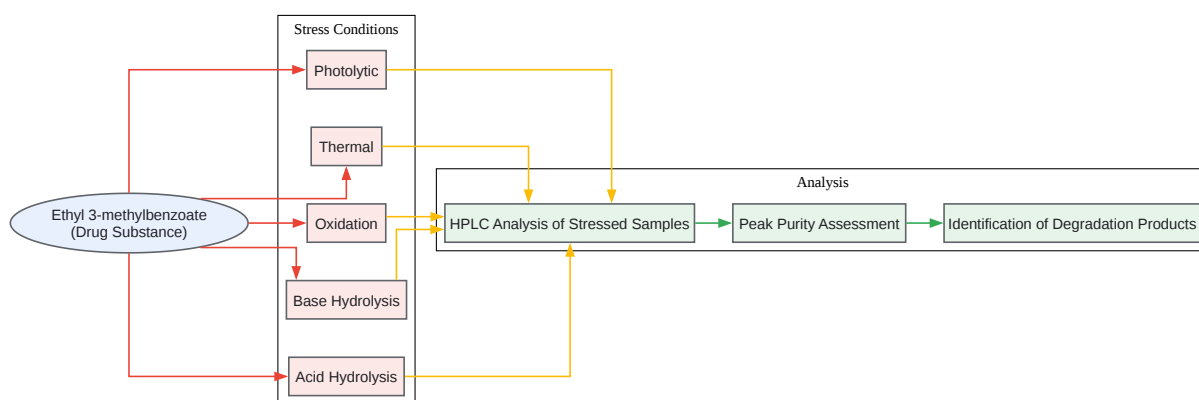 Stress Conditions
Photolytic
Thermal
Analysis
Ethyl 3-methylbenzoate
(Drug Substance)
Oxidation
HPLC Analysis of Stressed Samples
Peak Purity Assessment
Identification of Degradation Products
Base Hydrolysis
Acid Hydrolysis